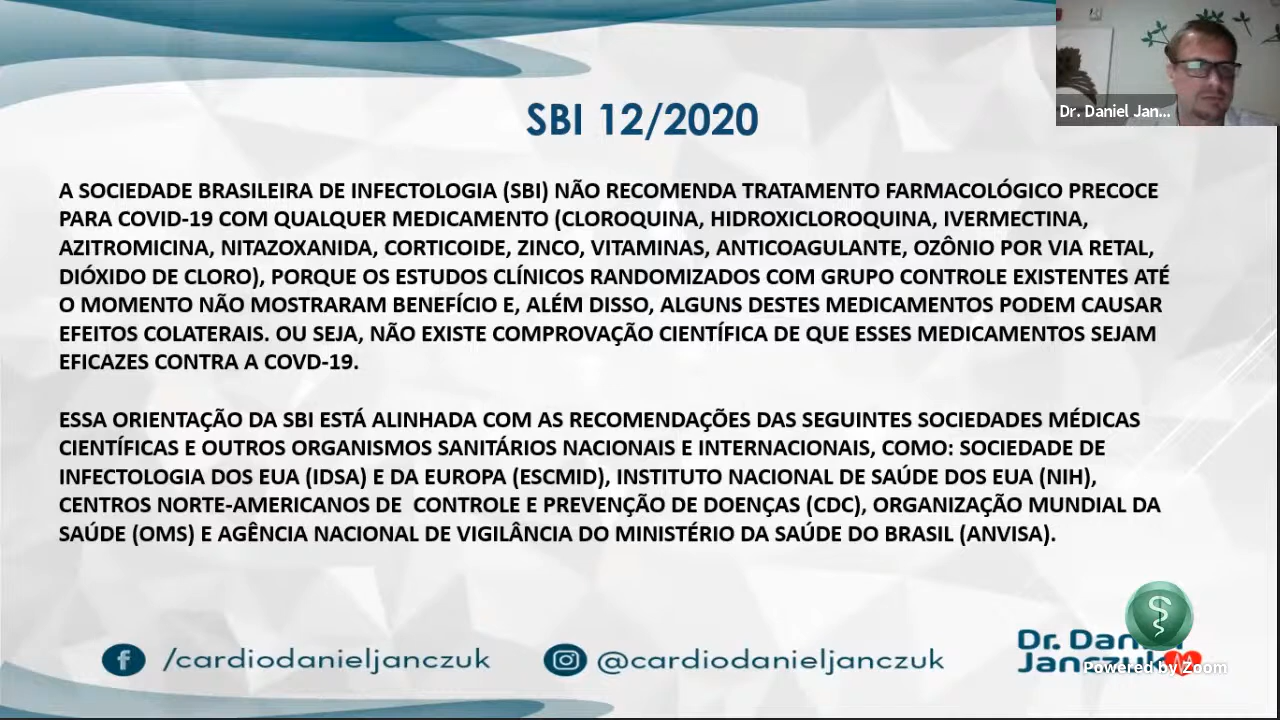 Dr. Daniel Jan...
SBI 12/2020
A SOCIEDADE BRASILEIRA DE INFECTOLOGIA (SBI) NÃO RECOMENDA TRATAMENTO FARMACOLÓGICO PRECOCE
PARA COVID-19 COM QUALQUER MEDICAMENTO (CLOROQUINA, HIDROXICLOROQUINA, IVERMECTINA,
AZITROMICINA, NITAZOXANIDA, CORTICOIDE, ZINCO, VITAMINAS, ANTICOAGULANTE, OZÔNIO POR VIA RETAL,
DIÓXIDO DE CLORO), PORQUE OS ESTUDOS CLÍNICOS RANDOMIZADOS COM GRUPO CONTROLE EXISTENTES ATÉ
O MOMENTO NÃO MOSTRARAM BENEFÍCIO E, ALÉM DISSO, ALGUNS DESTES MEDICAMENTOS PODEM CAUSAR
EFEITOS COLATERAIS. OU SEJA, NÃO EXISTE COMPROVAÇÃO CIENTÍFICA DE QUE ESSES MEDICAMENTOS SEJAM
EFICAZES CONTRA A COVD-19.
ESSA ORIENTAÇÃO DA SBI ESTÁ ALINHADA COM AS RECOMENDAÇÕES DAS SEGUINTES SOCIEDADES MÉDICAS
CIENTÍFICAS E OUTROS ORGANISMOS SANITÁRIOS NACIONAIS E INTERNACIONAIS, COMO: SOCIEDADE DE
INFECTOLOGIA DOS EUA (IDSA) E DA EUROPA (ESCMID), INSTITUTO NACIONAL DE SAÚDE DOS EUA (NIH),
CENTROS NORTE-AMERICANOS DE CONTROLE E PREVENÇÃO DE DOENÇAS (CDC), ORGANIZAÇÃO MUNDIAL DA
SAÚDE (OMS) E AGÊNCIA NACIONAL DE VIGILÂNCIA DO MINISTÉRIO DA SAÚDE DO BRASIL (ANVISA).
/cardiodanieljanczuk
@cardiodanieljanczuk
Dr. Daniel
Janczuk
Powered by Zoom